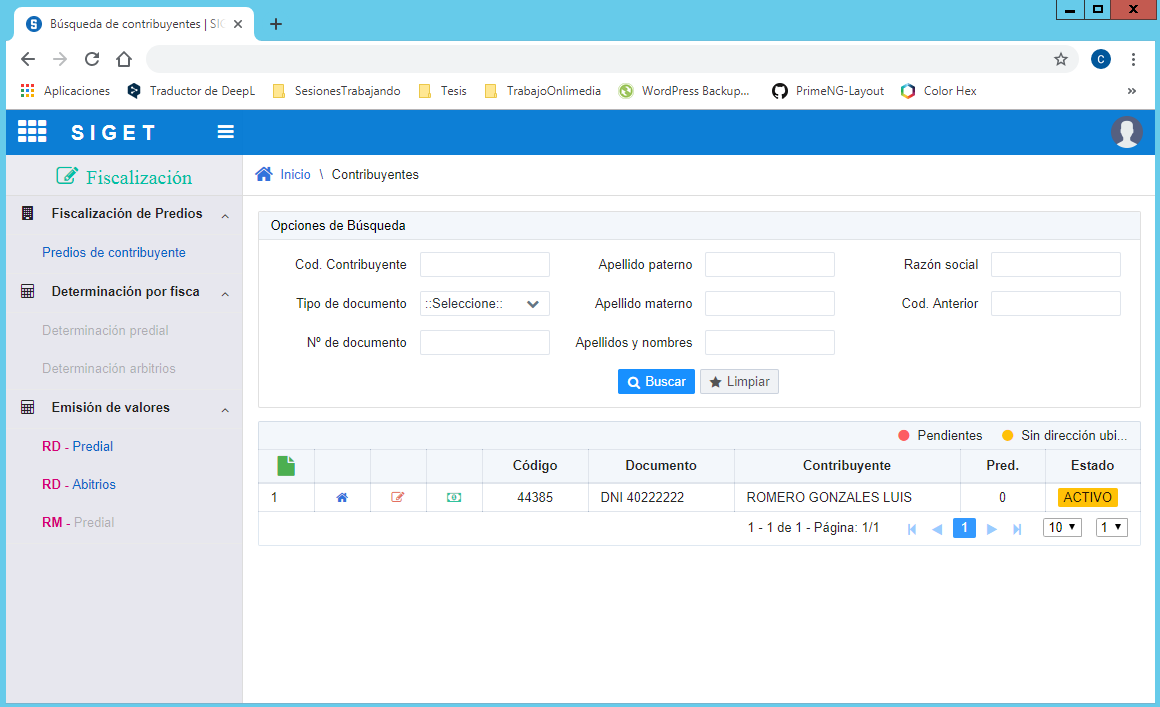 Búsqueda de contribuyentes | SIG
C
Aplicaciones Traductor de DeepL SesionesTrabajando Tesis TrabajoOnlimedia WordPress Backup... PrimeNG-Layout Color Hex »
SIGET
Fiscalización
Inicio \ Contribuyentes
Fiscalización de Predios
Predios de contribuyente
Determinación por fisca
Determinación predial
Determinación arbitrios
Emisión de valores
RD - Predial
RD - Abitrios
RM - Predial
Opciones de Búsqueda
Cod. Contribuyente Apellido paterno Razón social
Tipo de documento ::Seleccione:: Apellido materno Cod. Anterior
Nº de documento Apellidos y nombres
Buscar Limpiar
Pendientes Sin dirección ubi...
Código Documento Contribuyente Pred. Estado
1 44385 DNI 40222222 ROMERO GONZALES LUIS 0 ACTIVO
1 - 1 de 1 - Página: 1/1 1 10 1